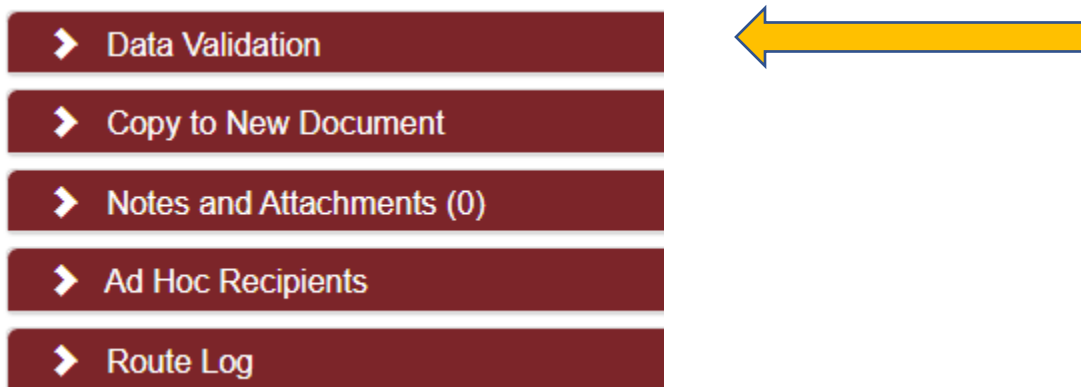 Data Validation
Copy to New Document
Notes and Attachments (0)
Ad Hoc Recipients
Route Log